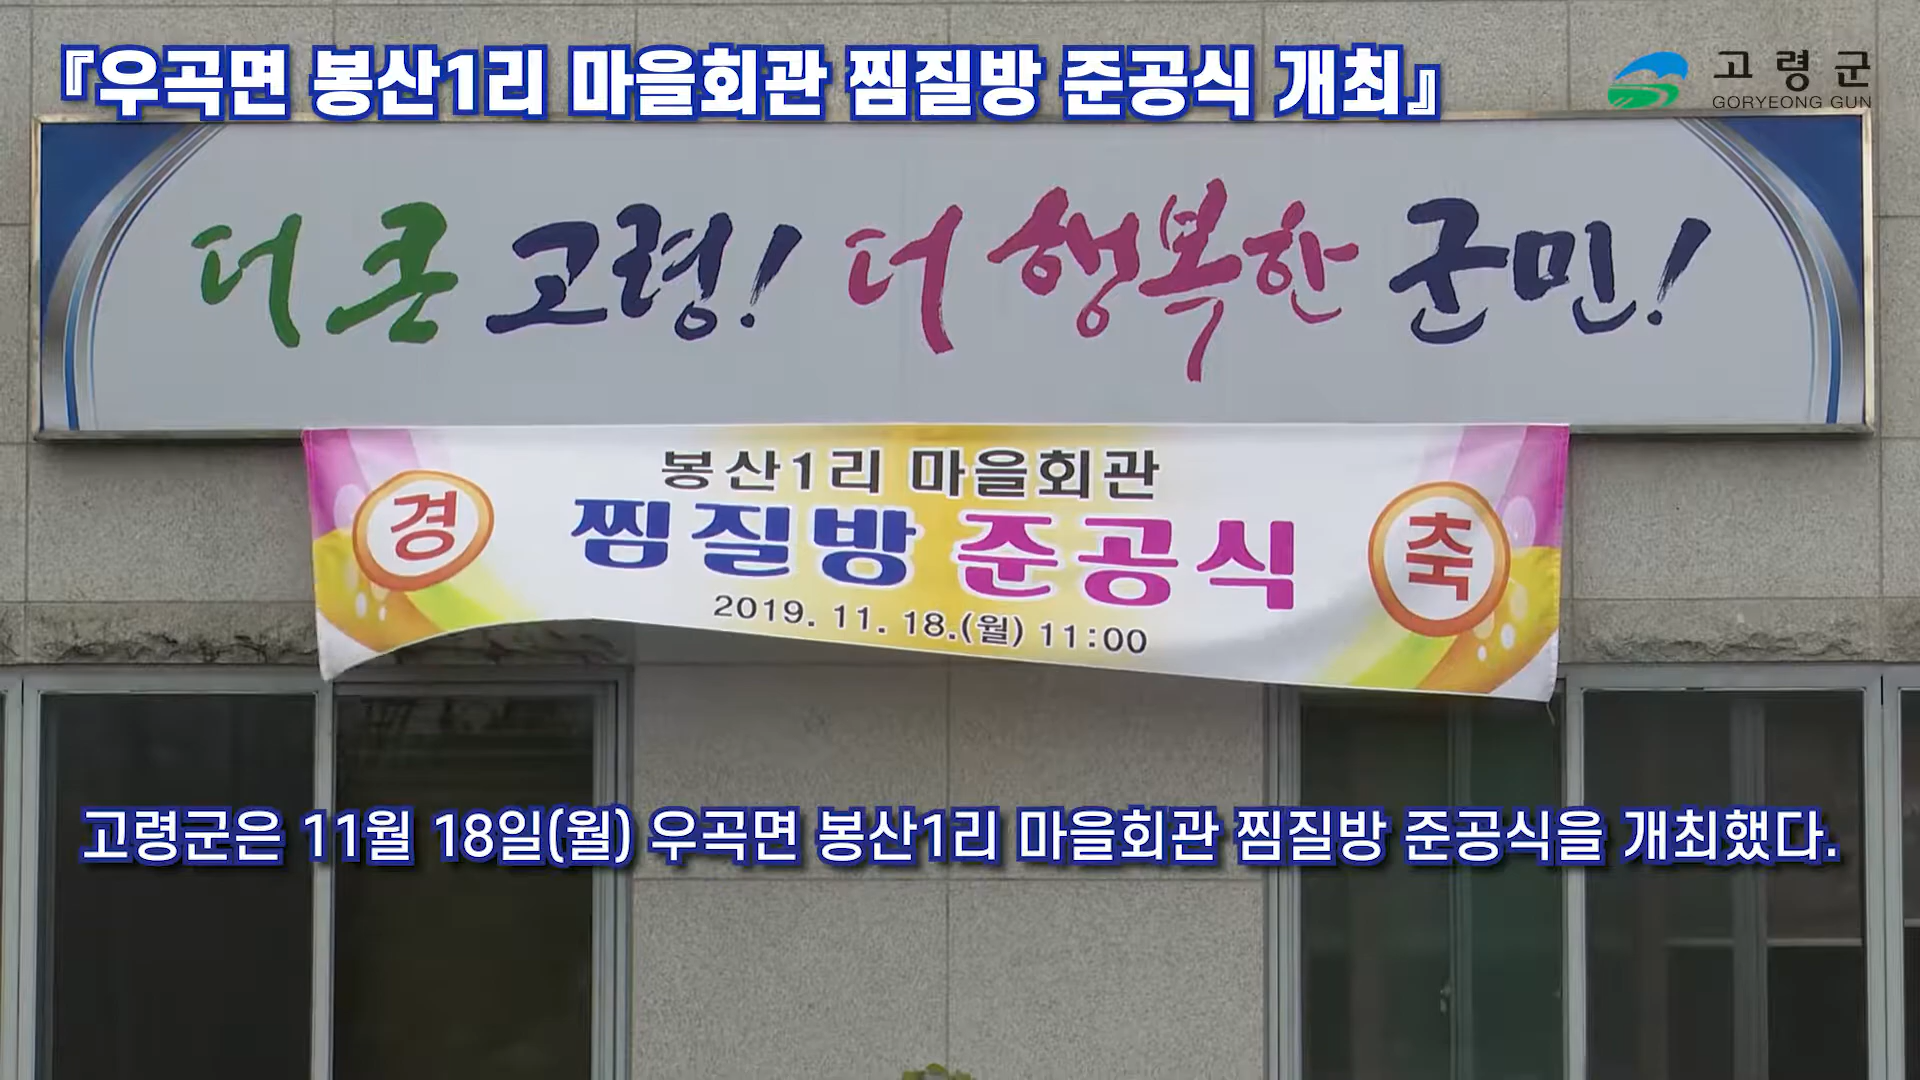 『우곡면 봉산1리 마을회관 찜질방 준공식 개최』
고령군
GORYEONG GUN
더 큰 고령! 더 행복한 군민!
경
봉산1리 마을회관
찜질방 준공식
2019. 11. 18.(월) 11:00
축
고령군은 11월 18일(월) 우곡면 봉산1리 마을회관 찜질방 준공식을 개최했다.